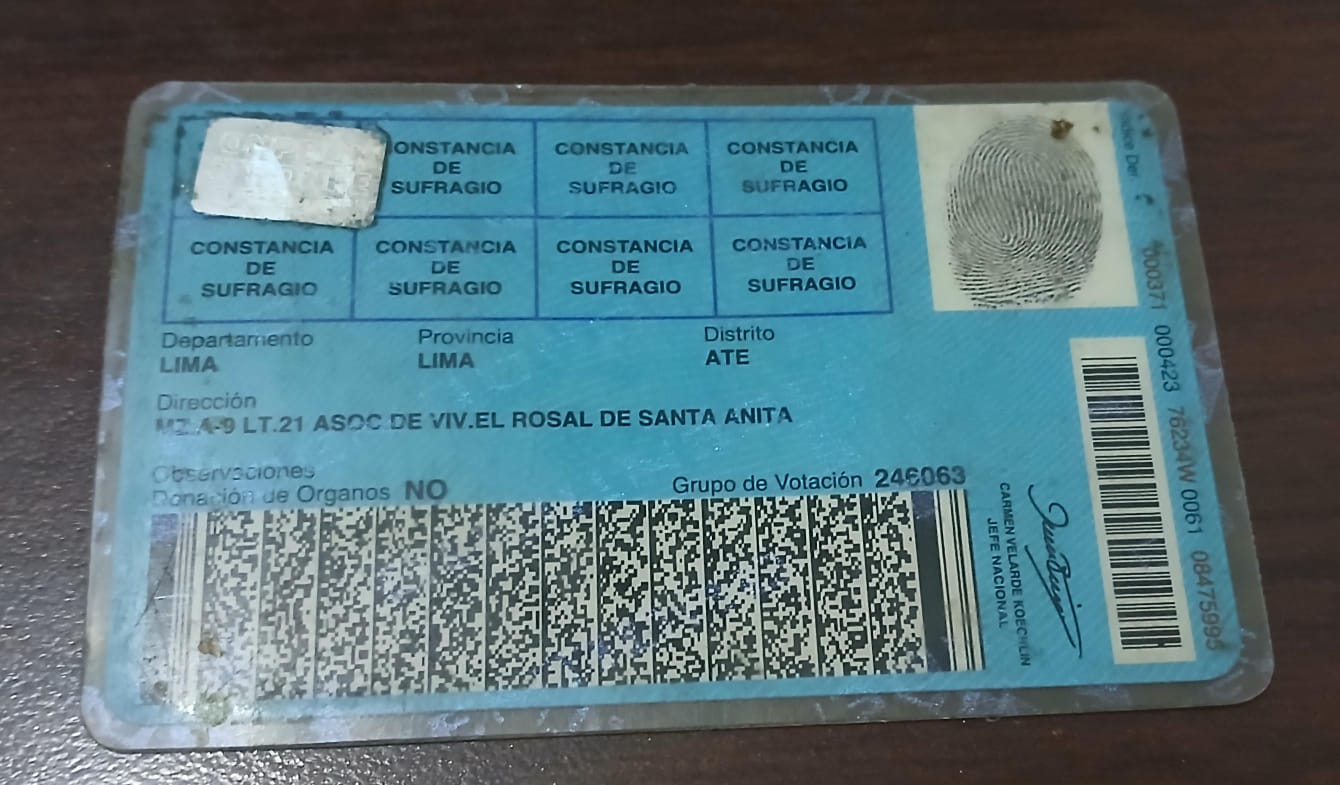 CONSTANCIA
DE
SUFRAGIO
CONSTANCIA
DE
SUFRAGIO
CONSTANCIA
DE
SUFRAGIO
CONSTANCIA
DE
SUFRAGIO
CONSTANCIA
DE
SUFRAGIO
CONSTANCIA
DE
SUFRAGIO
CONSTANCIA
DE
SUFRAGIO
Departamento Provincia Distrito
LIMA LIMA ATE
Dirección
MZ A-9 LT.21 ASOC DE VIV.EL ROSAL DE SANTA ANITA
Observaciones
Donación de Organos NO Grupo de Votación 246063
CARMEN VELARDE KOECHLIN
JEFE NACIONAL
Indice Der.
000371 000423 76234W 0061 08475995